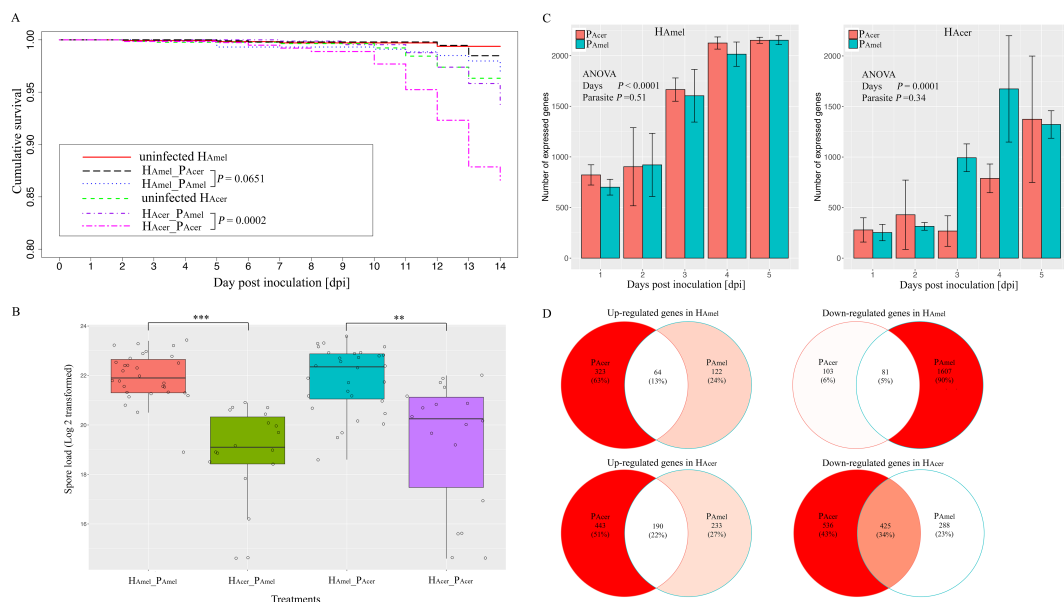 A
Cumulative survival
1.00
0.95
0.90
0.85
0.80
uninfected HAmel
HAmel_PAcer
HAmel_PAmel
P = 0.0651
uninfected HAcer
HAcer_PAmel
HAcer_PAcer
P = 0.0002
0 1 2 3 4 5 6 7 8 9 10 11 12 13 14
Day post inoculation [dpi]
B
Spore load (Log 2 transformed)
24
22
20
18
16
***
**
HAmel_PAmel
HAcer_PAmel
HAmel_PAcer
HAcer_PAcer
Treatments
C
HAmel
PAcer
PAmel
ANOVA
Days P < 0.0001
Parasite P =0.51
Number of expressed genes
2000
1500
1000
500
0
1 2 3 4 5
Days post inoculation [dpi]
HAcer
PAcer
PAmel
ANOVA
Days P = 0.0001
Parasite P =0.34
Number of expressed genes
2000
1500
1000
500
0
1 2 3 4 5
Days post inoculation [dpi]
D
Up-regulated genes in HAmel
PAcer
(63%)
64
(13%)
PAmel
122
(24%)
Down-regulated genes in HAmel
PAcer
103
(6%)
81
(5%)
PAmel
1607
(90%)
Up-regulated genes in HAcer
PAcer
443
(51%)
190
(22%)
PAmel
233
(27%)
Down-regulated genes in HAcer
PAcer
(43%)
425
(34%)
PAmel
288
(23%)